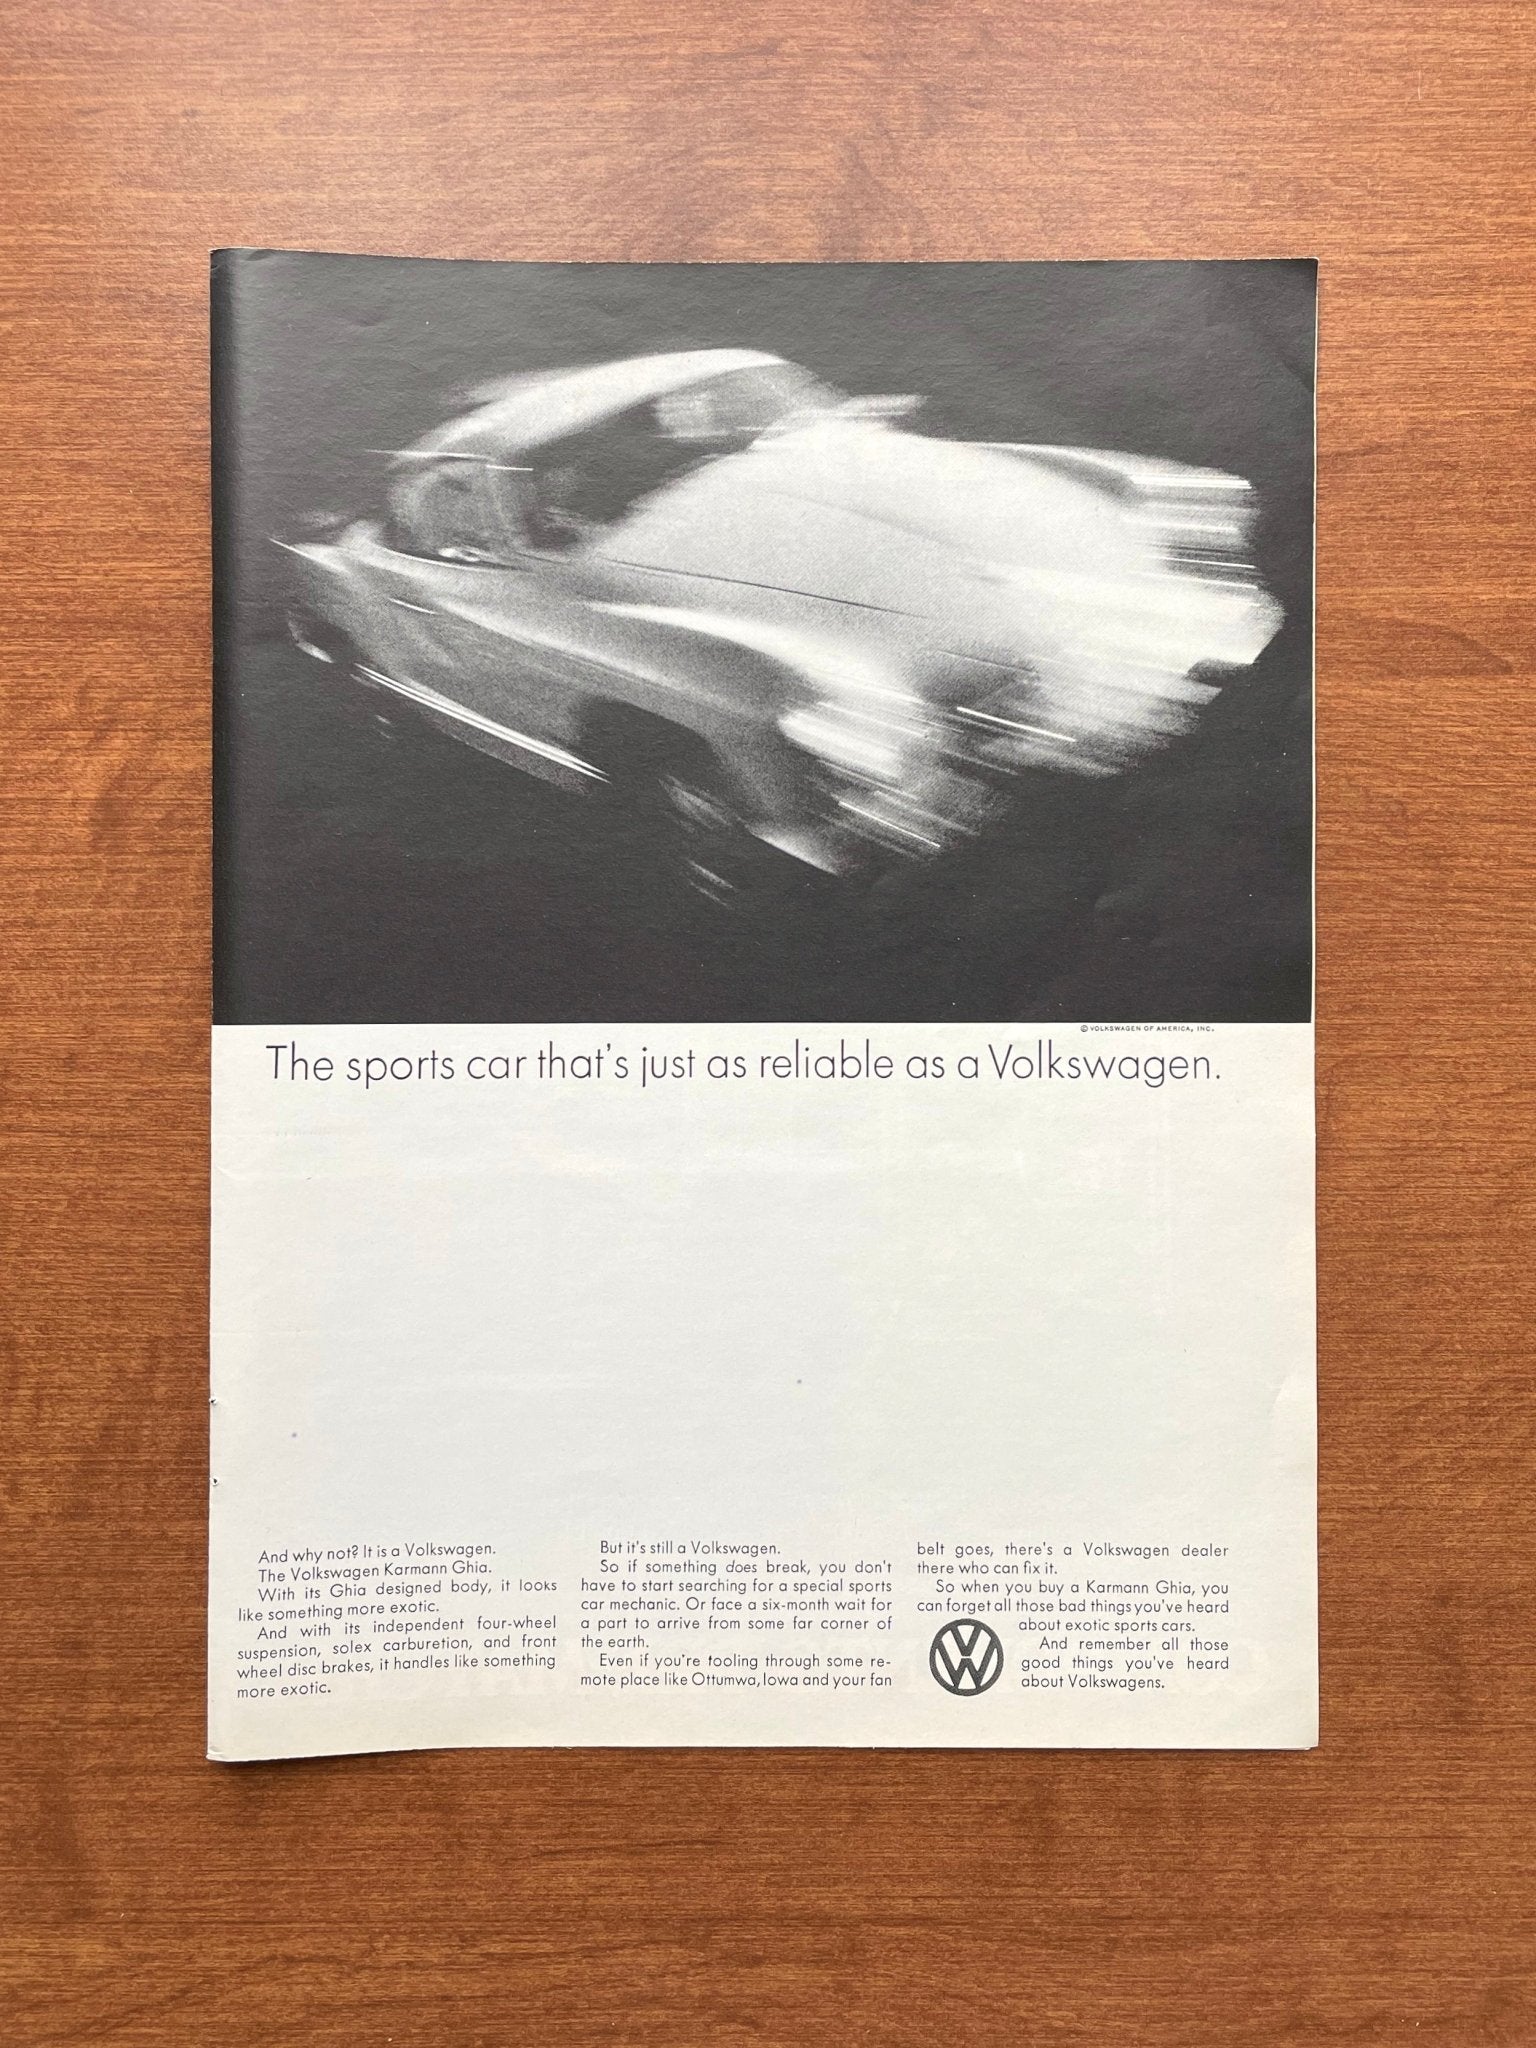 © VOLKSWAGEN OF AMERICA, INC.
The sports car that's just as reliable as a Volkswagen.
And why not? It is a Volkswagen.
The Volkswagen Karmann Ghia.
With its Ghia designed body, it looks
like something more exotic.
And with its independent four-wheel
suspension, solex carburetion, and front
wheel disc brakes, it handles like something
more exotic.
But it's still a Volkswagen.
So if something does break, you don't
have to start searching for a special sports
car mechanic. Or face a six-month wait for
a part to arrive from some far corner of
the earth.
Even if you're tooling through some re-
mote place like Ottumwa, Iowa and your fan
belt goes, there's a Volkswagen dealer
there who can fix it.
So when you buy a Karmann Ghia, you
can forget all those bad things you've heard
about exotic sports cars.
And remember all those
good things you've heard
about Volkswagens.
VW